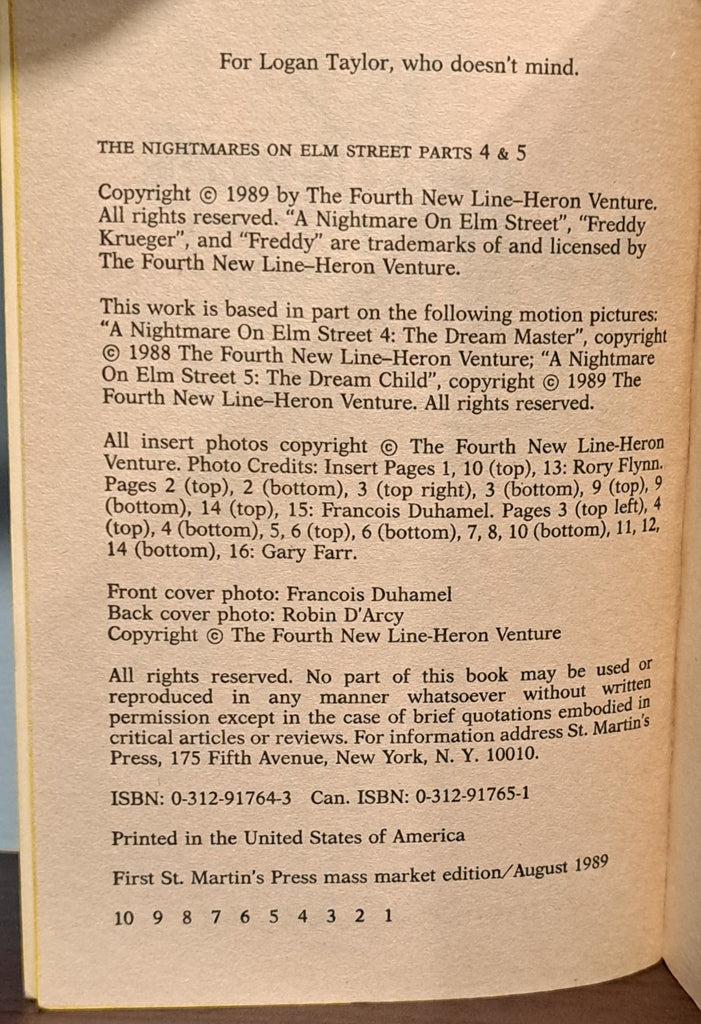 For Logan Taylor, who doesn't mind.
THE NIGHTMARES ON ELM STREET PARTS 4 & 5
Copyright © 1989 by The Fourth New Line–Heron Venture.
All rights reserved. “A Nightmare On Elm Street”, “Freddy
Krueger”, and “Freddy” are trademarks of and licensed by
The Fourth New Line–Heron Venture.
This work is based in part on the following motion pictures:
“A Nightmare On Elm Street 4: The Dream Master”, copyright
© 1988 The Fourth New Line–Heron Venture; “A Nightmare
On Elm Street 5: The Dream Child”, copyright © 1989 The
Fourth New Line–Heron Venture. All rights reserved.
All insert photos copyright © The Fourth New Line-Heron
Venture. Photo Credits: Insert Pages 1, 10 (top), 13: Rory Flynn.
Pages 2 (top), 2 (bottom), 3 (top right), 3 (bottom), 9 (top), 9
(bottom), 14 (top), 15: Francois Duhamel. Pages 3 (top left), 4
(top), 4 (bottom), 5, 6 (top), 6 (bottom), 7, 8, 10 (bottom), 11, 12,
14 (bottom), 16: Gary Farr.
Front cover photo: Francois Duhamel
Back cover photo: Robin D'Arcy
Copyright © The Fourth New Line-Heron Venture
All rights reserved. No part of this book may be used or
reproduced in any manner whatsoever without written
permission except in the case of brief quotations embodied in
critical articles or reviews. For information address St. Martin's
Press, 175 Fifth Avenue, New York, N. Y. 10010.
ISBN: 0-312-91764-3 Can. ISBN: 0-312-91765-1
Printed in the United States of America
First St. Martin's Press mass market edition/August 1989
10 9 8 7 6 5 4 3 2 1